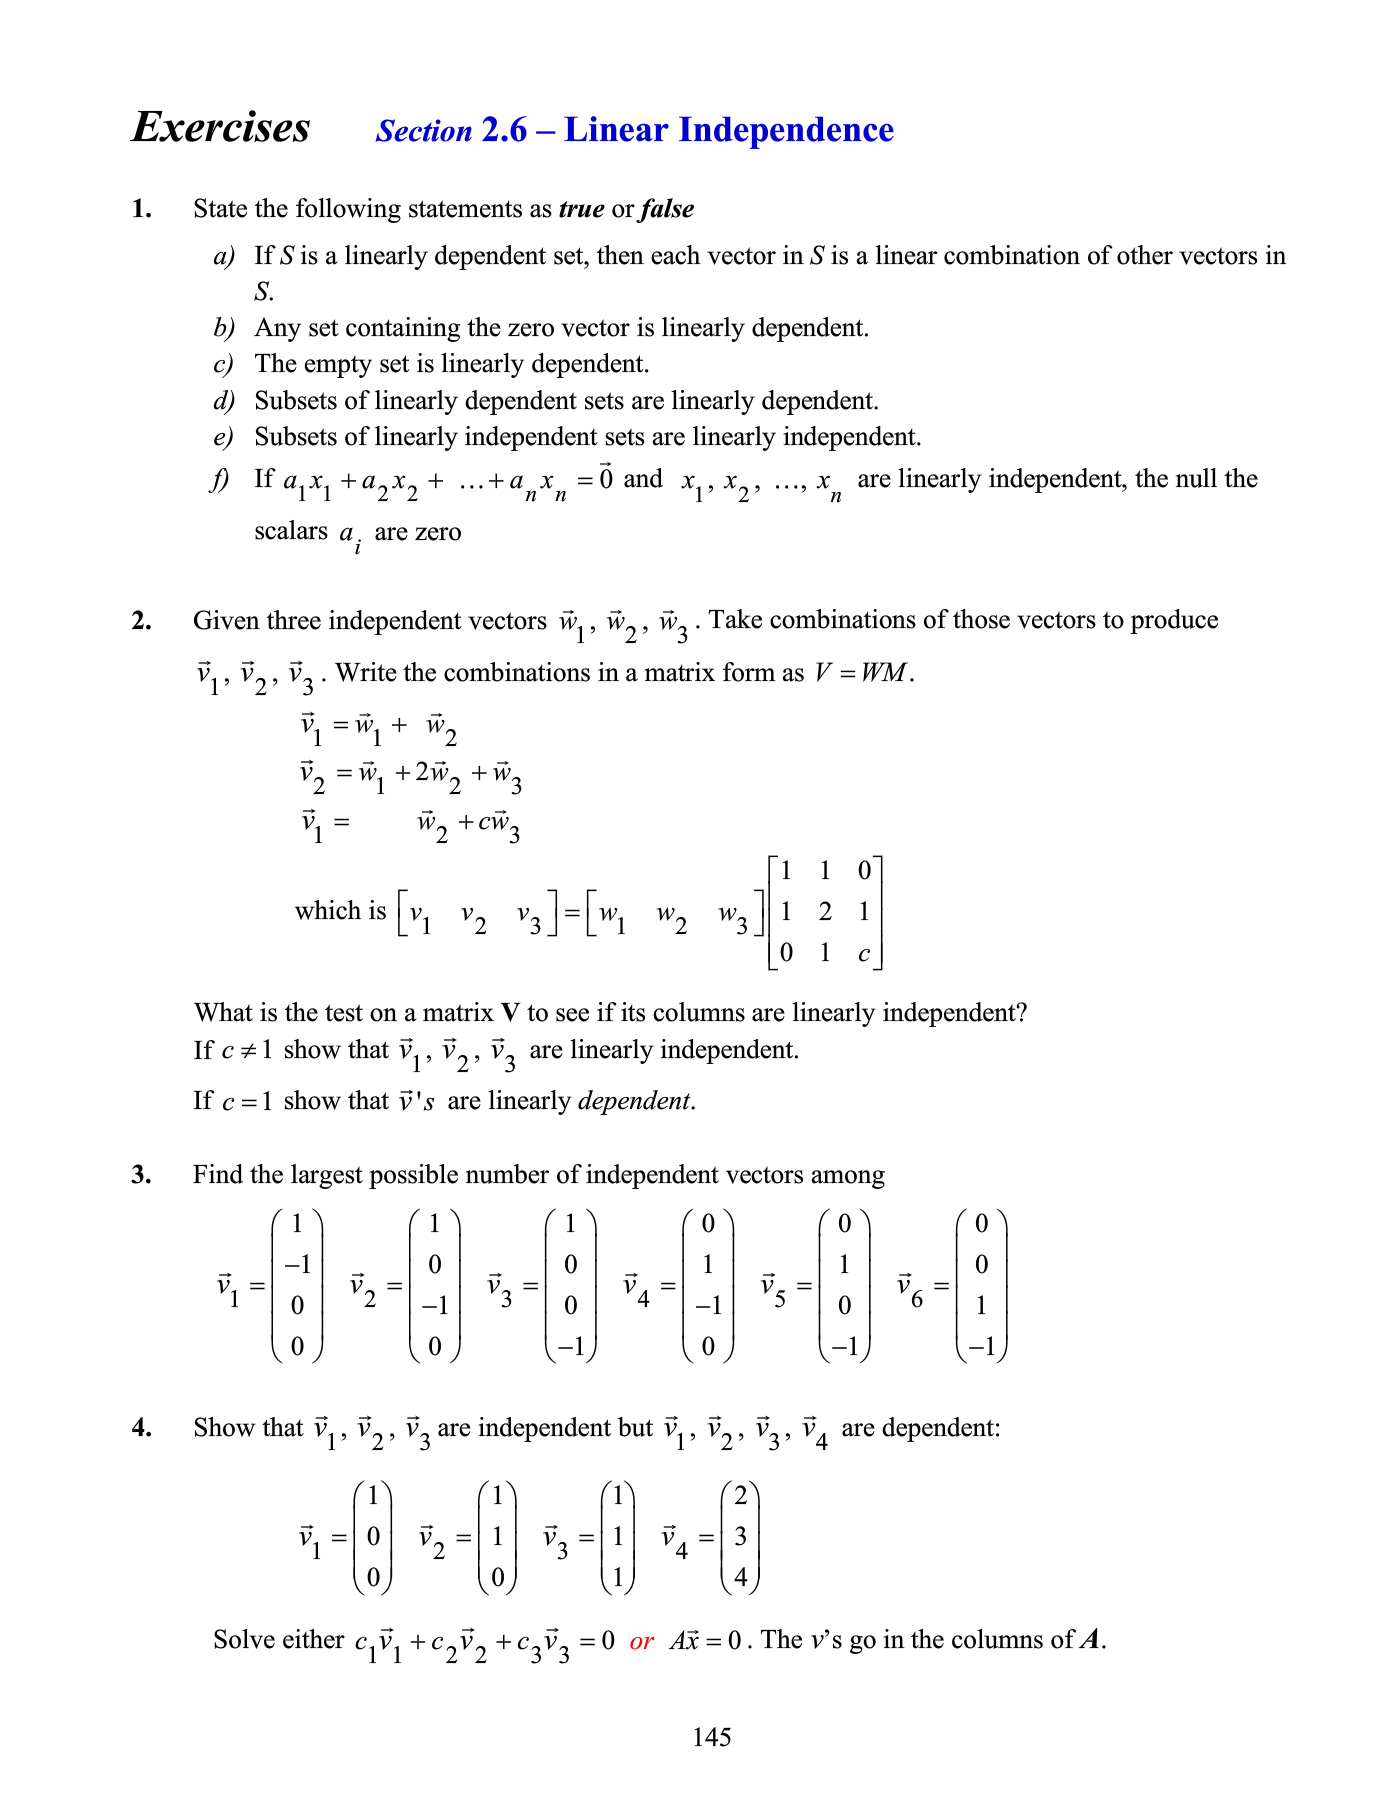 Exercises Section 2.6 – Linear Independence
1. State the following statements as true or false
a) If S is a linearly dependent set, then each vector in S is a linear combination of other vectors in
S.
b) Any set containing the zero vector is linearly dependent.
c) The empty set is linearly dependent.
d) Subsets of linearly dependent sets are linearly dependent.
e) Subsets of linearly independent sets are linearly independent.
f) If $a_1x_1 + a_2x_2 + \ldots + a_nx_n = \vec{0}$ and $x_1, x_2, \ldots, x_n$ are linearly independent, the null the
scalars $a_i$ are zero
2. Given three independent vectors $\vec{w}_1, \vec{w}_2, \vec{w}_3$. Take combinations of those vectors to produce
$\vec{v}_1, \vec{v}_2, \vec{v}_3$. Write the combinations in a matrix form as $V = WM$.
$\vec{v}_1 = \vec{w}_1 + \vec{w}_2$
$\vec{v}_2 = \vec{w}_1 + 2\vec{w}_2 + \vec{w}_3$
$\vec{v}_1 = \quad \vec{w}_2 + c\vec{w}_3$
which is $\begin{bmatrix} v_1 & v_2 & v_3 \end{bmatrix} = \begin{bmatrix} w_1 & w_2 & w_3 \end{bmatrix} \begin{bmatrix} 1 & 1 & 0 \\ 1 & 2 & 1 \\ 0 & 1 & c \end{bmatrix}$
What is the test on a matrix V to see if its columns are linearly independent?
If $c \neq 1$ show that $\vec{v}_1, \vec{v}_2, \vec{v}_3$ are linearly independent.
If $c = 1$ show that $\vec{v}$'s are linearly dependent.
3. Find the largest possible number of independent vectors among
$\vec{v}_1 = \begin{pmatrix} 1 \\ -1 \\ 0 \\ 0 \end{pmatrix} \vec{v}_2 = \begin{pmatrix} 1 \\ 0 \\ -1 \\ 0 \end{pmatrix} \vec{v}_3 = \begin{pmatrix} 1 \\ 0 \\ 0 \\ -1 \end{pmatrix} \vec{v}_4 = \begin{pmatrix} 0 \\ 1 \\ -1 \\ 0 \end{pmatrix} \vec{v}_5 = \begin{pmatrix} 0 \\ 1 \\ 0 \\ -1 \end{pmatrix} \vec{v}_6 = \begin{pmatrix} 0 \\ 0 \\ 1 \\ -1 \end{pmatrix}$
4. Show that $\vec{v}_1, \vec{v}_2, \vec{v}_3$ are independent but $\vec{v}_1, \vec{v}_2, \vec{v}_3, \vec{v}_4$ are dependent:
$\vec{v}_1 = \begin{pmatrix} 1 \\ 0 \\ 0 \end{pmatrix} \vec{v}_2 = \begin{pmatrix} 1 \\ 1 \\ 0 \end{pmatrix} \vec{v}_3 = \begin{pmatrix} 1 \\ 1 \\ 1 \end{pmatrix} \vec{v}_4 = \begin{pmatrix} 2 \\ 3 \\ 4 \end{pmatrix}$
Solve either $c_1\vec{v}_1 + c_2\vec{v}_2 + c_3\vec{v}_3 = 0$ or $A\vec{x} = 0$. The v's go in the columns of A.
145